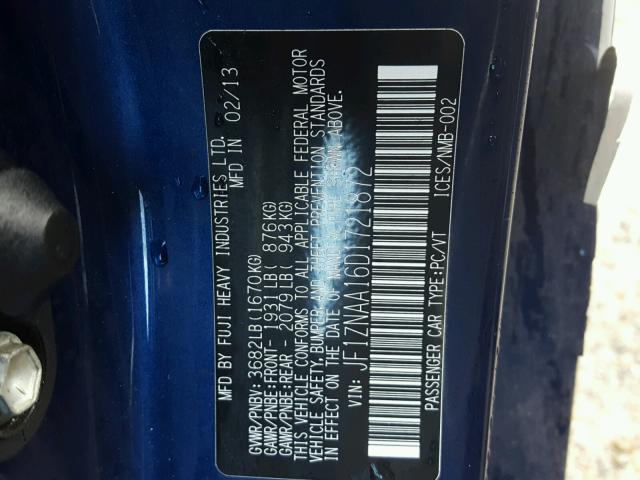 MFD BY FUJI HEAVY INDUSTRIES LTD.
MFD IN 02/13
GVWR/PNBV: 3682LB(1670KG)
GAWR/PNBE:FRONT- 1931LB( 876KG)
GAWR/PNBE:REAR - 2079LB( 943KG)
THIS VEHICLE CONFORMS TO ALL APPLICABLE FEDERAL MOTOR
VEHICLE SAFETY, BUMPER AND THEFT PREVENTION STANDARDS
IN EFFECT ON THE DATE OF MANUFACTURE SHOWN ABOVE.
VIN: JF1ZNAA16D1721872
PASSENGER CAR TYPE:PC/VT ICES/NMB-002